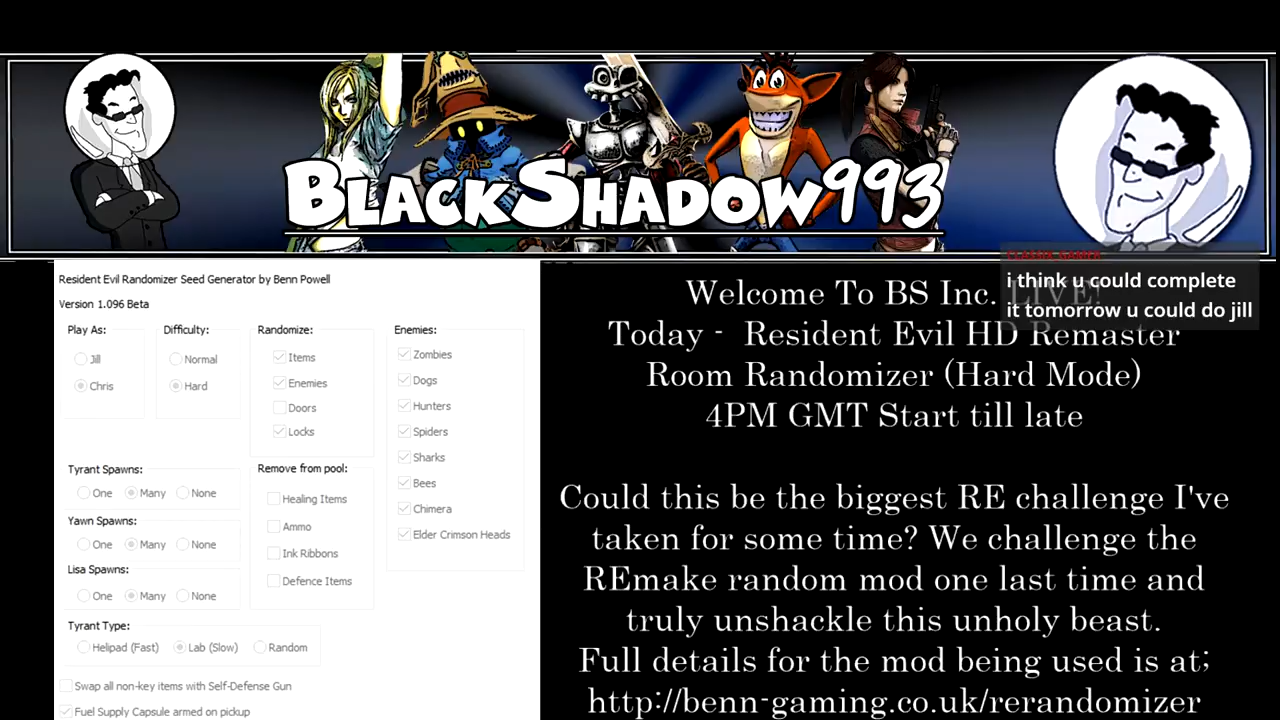 BlackShadow993
CLASSIC_GAMER
i think u could complete
it tomorrow u could do jill
Resident Evil Randomizer Seed Generator by Benn Powell
Version 1.096 Beta
Play As:
Jill
Chris
Difficulty:
Normal
Hard
Randomize:
Items
Enemies
Doors
Locks
Enemies:
Zombies
Dogs
Hunters
Spiders
Sharks
Bees
Chimera
Elder Crimson Heads
Tyrant Spawns:
One Many None
Yawn Spawns:
One Many None
Lisa Spawns:
One Many None
Remove from pool:
Healing Items
Ammo
Ink Ribbons
Defence Items
Tyrant Type:
Helipad (Fast) Lab (Slow) Random
Swap all non-key items with Self-Defense Gun
Fuel Supply Capsule armed on pickup
Welcome To BS Inc. LIVE!
Today - Resident Evil HD Remaster
Room Randomizer (Hard Mode)
4PM GMT Start till late
Could this be the biggest RE challenge I've
taken for some time? We challenge the
REmake random mod one last time and
truly unshackle this unholy beast.
Full details for the mod being used is at;
http://benn-gaming.co.uk/rerandomizer